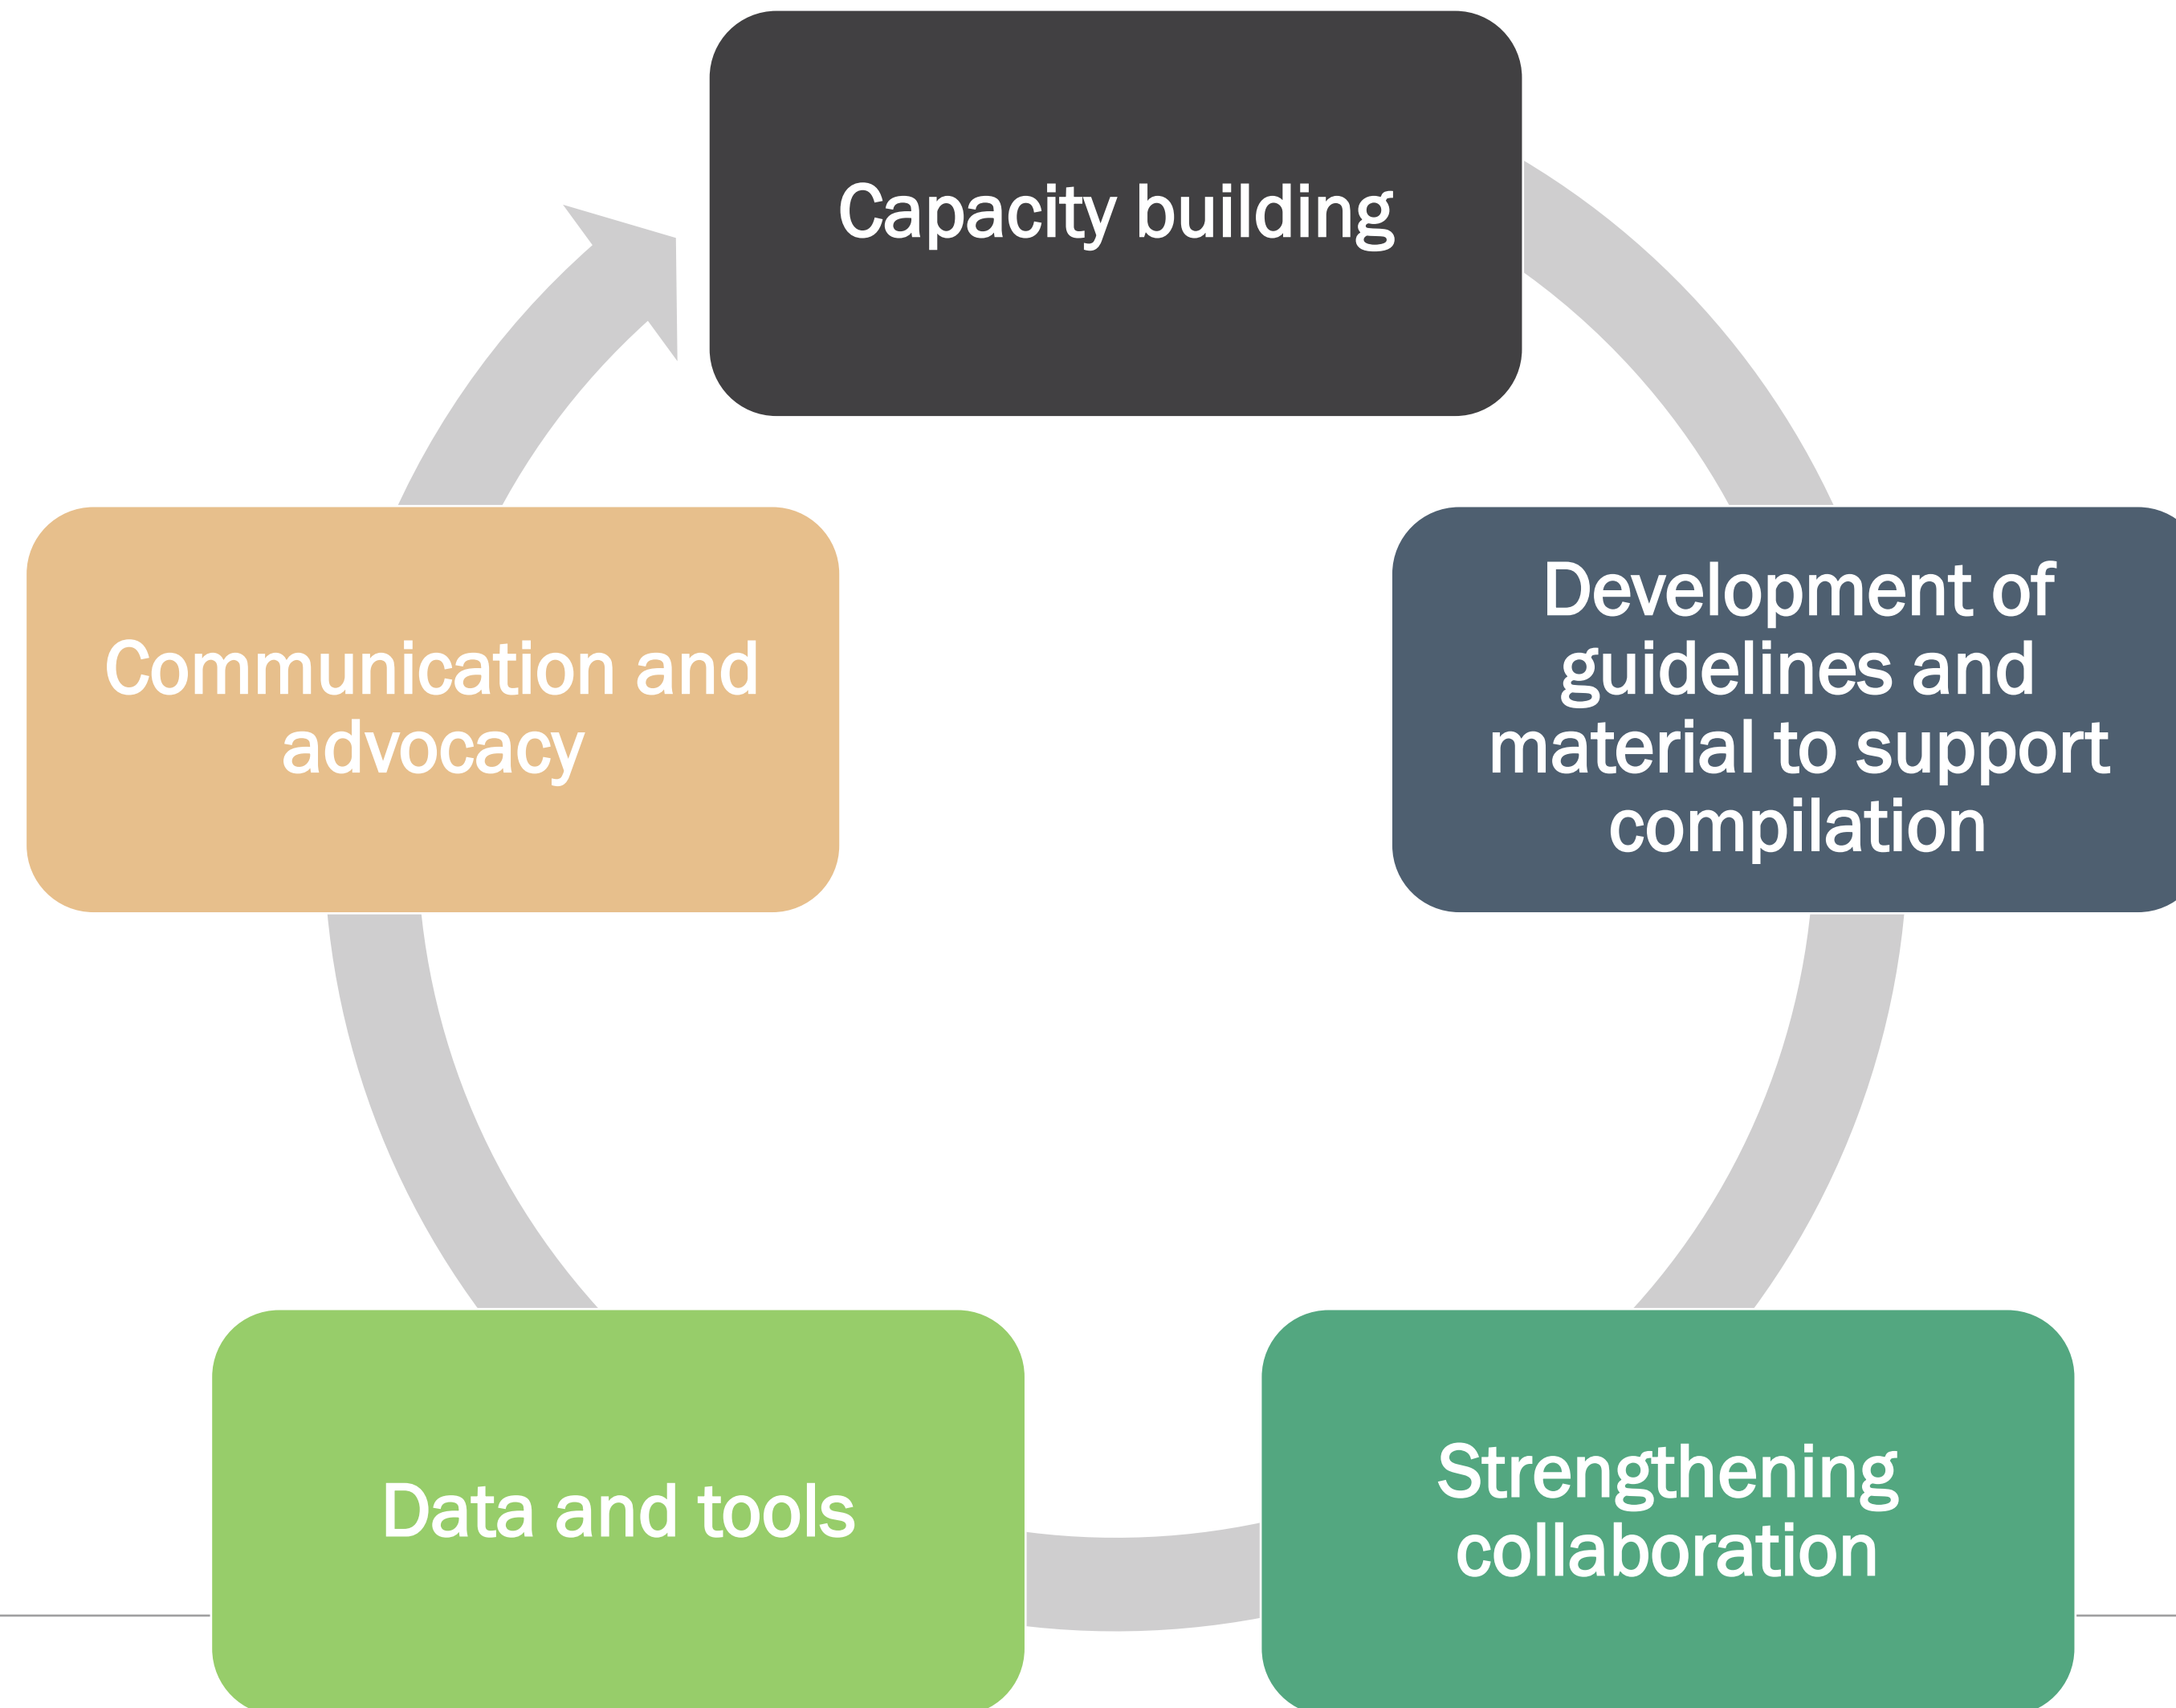 Capacity building
Development of
guidelines and
material to support
compilation
Strengthening
collaboration
Data and tools
Communication and
advocacy